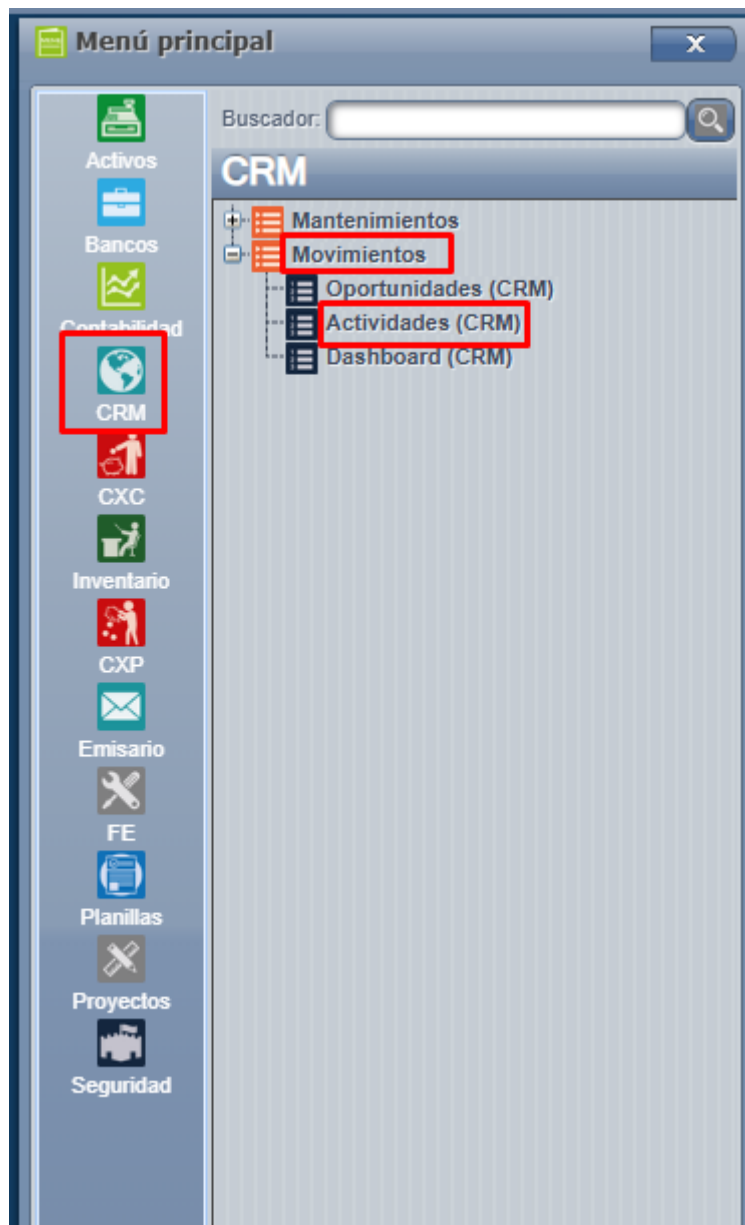 Menú principal
X
Buscador:
CRM
Mantenimientos
Movimientos
Oportunidades (CRM)
Actividades (CRM)
Dashboard (CRM)
Activos
Bancos
Contabilidad
CRM
CXC
Inventario
CXP
Emisario
FE
Planillas
Proyectos
Seguridad